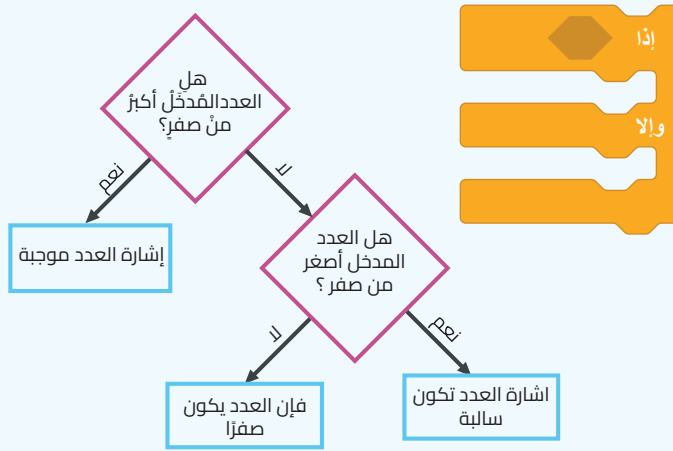 إذا
وإلا
هلِ
العددالمُدخَلُ أكبرُ
منْ صفرٍ؟
نعم
لا
إشارة العدد موجبة
هل العدد
المدخل أصغر
من صفر ؟
نعم
لا
اشارة العدد تكون
سالبة
فإن العدد يكون
صفرًا